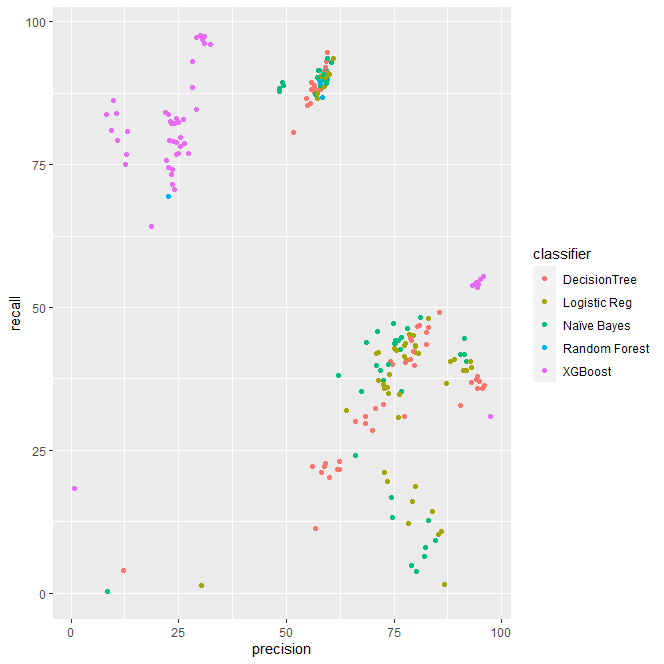 100
75
50
25
0
recall
0
25
50
75
100
precision
classifier
DecisionTree
Logistic Reg
Naïve Bayes
Random Forest
XGBoost